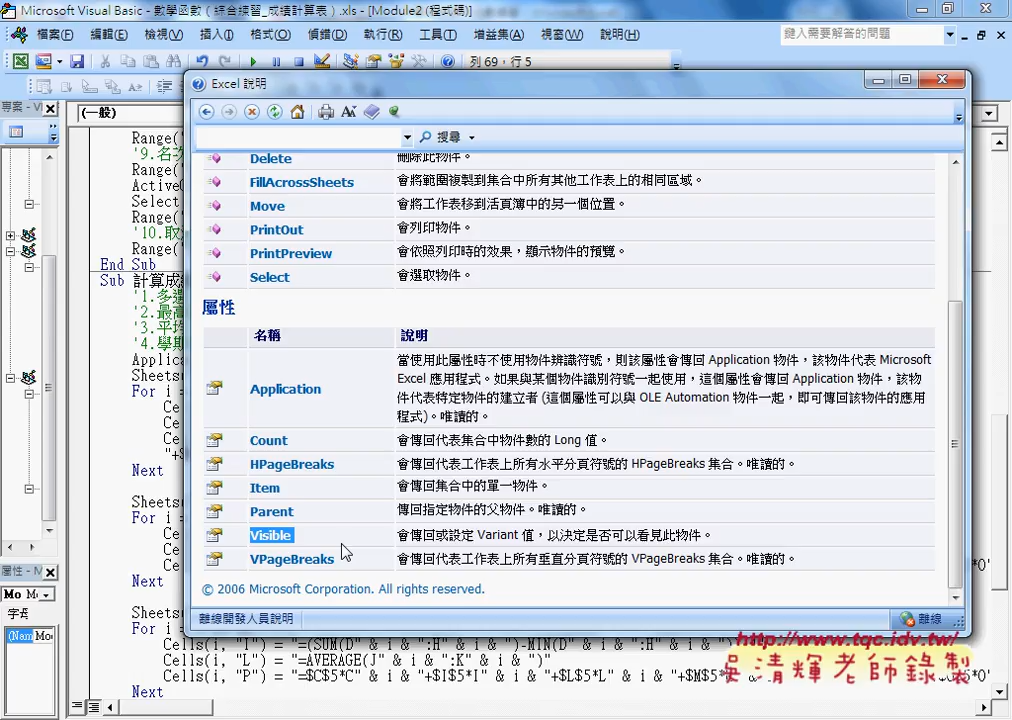 Microsoft Visual Basic - 數學函數（綜合練習_成績計算表）.xls - [Module2 (程式碼)]
檔案(F) 編輯(E) 檢視(V) 插入(I) 格式(O) 偵錯(D) 執行(R) 工具(T) 增益集(A) 視窗(W) 說明(H)
鍵入需要解答的問題
列 69，行 5
專案 - V
(一般)
Excel 說明
搜尋
Range(
'9.名次
Range("
Active
Select
Range("
'10.取
Range("
End Sub
Sub 計算成
'1.多
'2.最高
'3.平均
'4.學期
Applic
Sheets
For i =
Ce
Ce
Ce
"+$
Next
Sheets
For i =
Ce
Ce
Ce
Next
Sheets
For i =
Delete 刪除此物件。
FillAcrossSheets 會將範圍複製到集合中所有其他工作表上的相同區域。
Move 會將工作表移到活頁簿中的另一個位置。
PrintOut 會列印物件。
PrintPreview 會依照列印時的效果，顯示物件的預覽。
Select 會選取物件。
屬性
名稱 說明
Application 當使用此屬性時不使用物件辨識符號，則該屬性會傳回 Application 物件，該物件代表 Microsoft
Excel 應用程式。如果與某個物件識別符號一起使用，這個屬性會傳回 Application 物件，該物
件代表特定物件的建立者 (這個屬性可以與 OLE Automation 物件一起，即可傳回該物件的應用
程式)。唯讀的。
Count 會傳回代表集合中物件數的 Long 值。
HPageBreaks 會傳回代表工作表上所有水平分頁符號的 HPageBreaks 集合。唯讀的。
Item 會傳回集合中的單一物件。
Parent 傳回指定物件的父物件。唯讀的。
Visible 會傳回或設定 Variant 值，以決定是否可以看見此物件。
VPageBreaks 會傳回代表工作表上所有垂直分頁符號的 VPageBreaks 集合。唯讀的。
© 2006 Microsoft Corporation. All rights reserved.
離線開發人員說明
離線
屬性 - M
Mo Mo
字母
(Nam Mo
Cells(i, "I") = "=(SUM(D" & i & ":H" & i & ")-MIN(D" & i & ":H" & i &
Cells(i, "L") = "=AVERAGE(J" & i & ":K" & i & ")"
Cells(i, "P") = "=$C$5*C" & i & "+$I$5*I" & i & "+$L$5*L" & i & "+$M$5*
Next
http://www.tqc.idv.tw/
吳清輝老師錄製